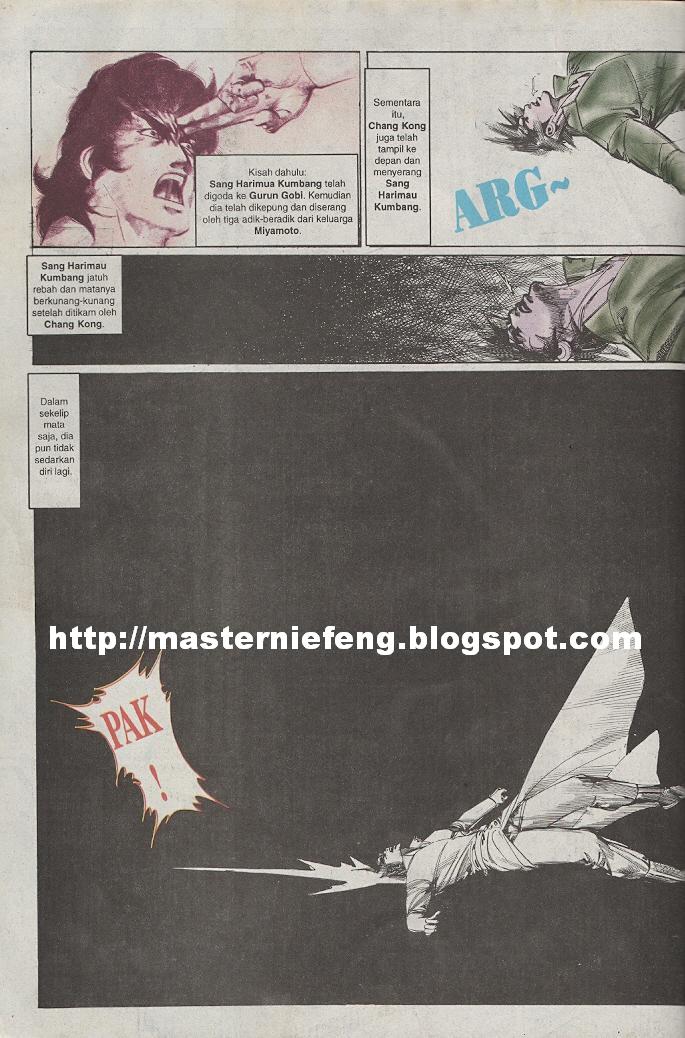 Kisah dahulu:
Sang Harimua Kumbang telah
digoda ke Gurun Gobi. Kemudian
dia telah dikepung dan diserang
oleh tiga adik-beradik dari keluarga
Miyamoto.
Sementara
itu,
Chang Kong
juga telah
tampil ke
depan dan
menyerang
Sang
Harimau
Kumbang.
ARG~
Sang Harimau
Kumbang jatuh
rebah dan matanya
berkunang-kunang
setelah ditikam oleh
Chang Kong.
Dalam
sekelip
mata
saja, dia
pun tidak
sedarkan
diri lagi.
http://masterniefeng.blogspot.com
PAK
!